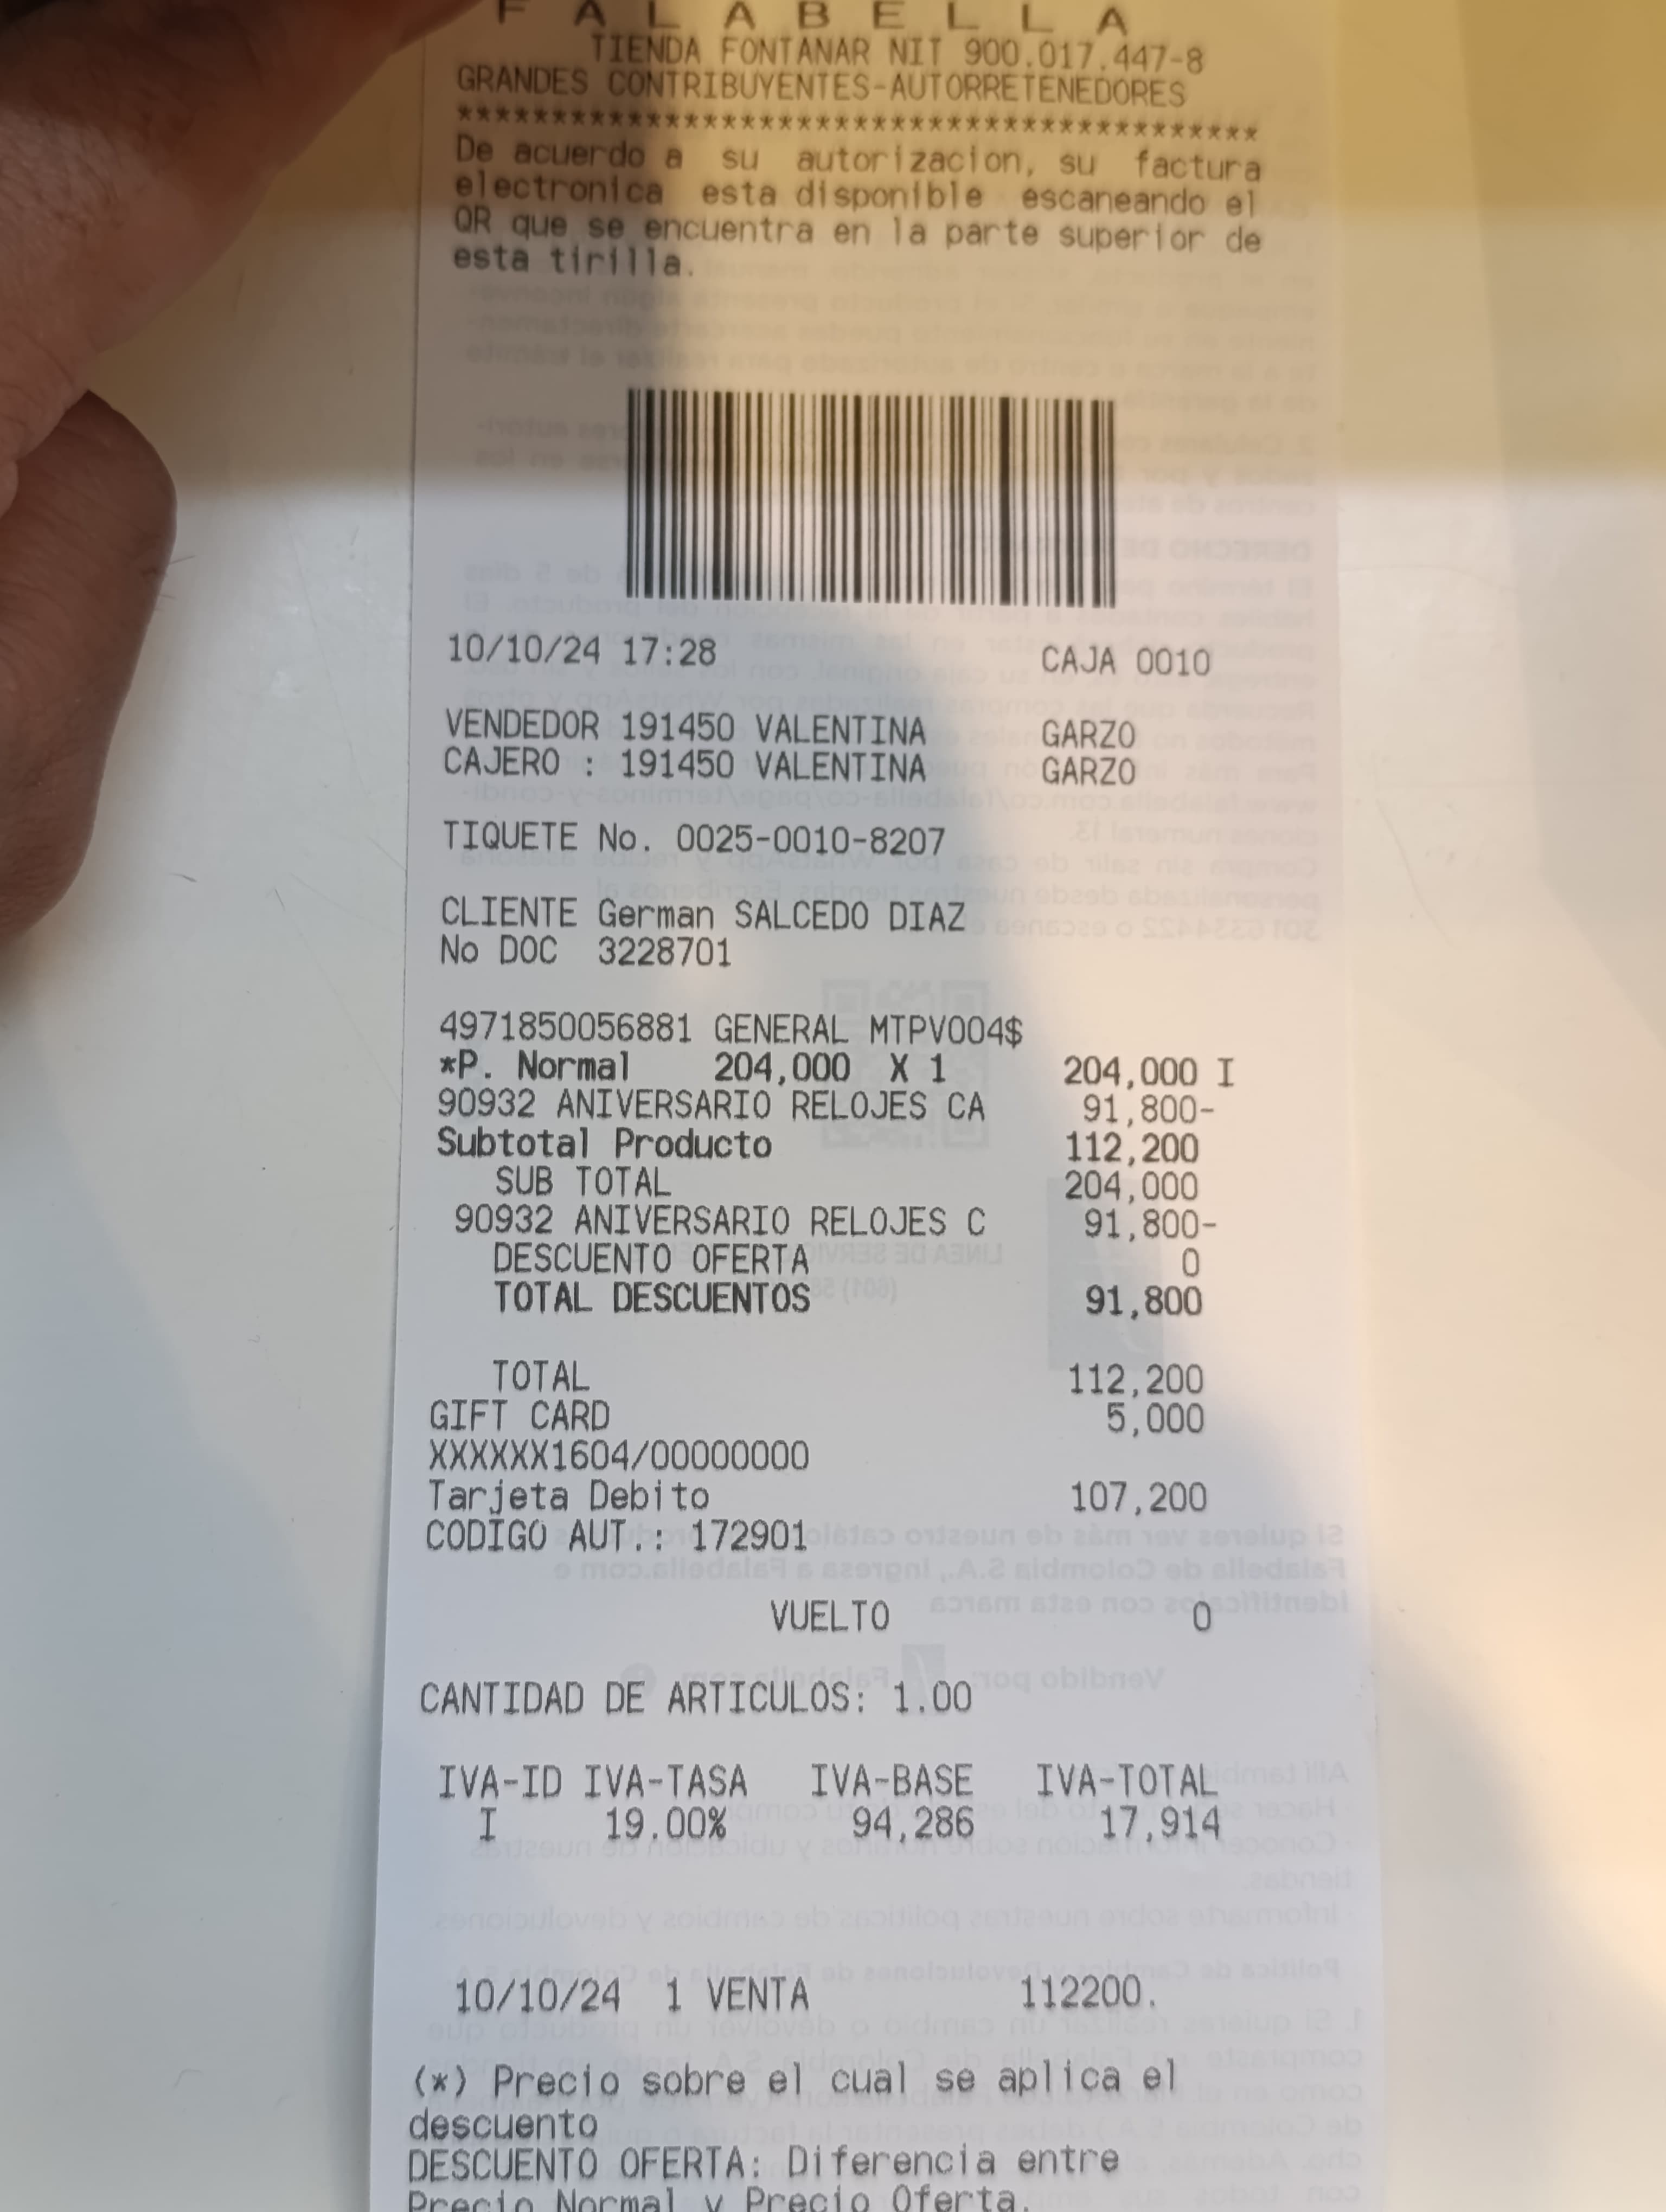 F A L A B E L L A
TIENDA FONTANAR NIT 900.017.447-8
GRANDES CONTRIBUYENTES-AUTORRETENEDORES
******************************************
De acuerdo a su autorizacion, su factura
electronica esta disponible escaneando el
QR que se encuentra en la parte superior de
esta tirilla.
10/10/24 17:28 CAJA 0010
VENDEDOR 191450 VALENTINA GARZO
CAJERO : 191450 VALENTINA GARZO
TIQUETE No. 0025-0010-8207
CLIENTE German SALCEDO DIAZ
No DOC 3228701
4971850056881 GENERAL MTPV004$
*P. Normal 204,000 X 1 204,000 I
90932 ANIVERSARIO RELOJES CA 91,800-
Subtotal Producto 112,200
SUB TOTAL 204,000
90932 ANIVERSARIO RELOJES C 91,800-
DESCUENTO OFERTA 0
TOTAL DESCUENTOS 91,800
TOTAL 112,200
GIFT CARD 5,000
XXXXXX1604/00000000
Tarjeta Debito 107,200
CODIGO AUT.: 172901
VUELTO 0
CANTIDAD DE ARTICULOS: 1.00
IVA-ID IVA-TASA IVA-BASE IVA-TOTAL
I 19.00% 94,286 17,914
10/10/24 1 VENTA 112200.
(*) Precio sobre el cual se aplica el
descuento
DESCUENTO OFERTA: Diferencia entre
Precio Normal y Precio Oferta.